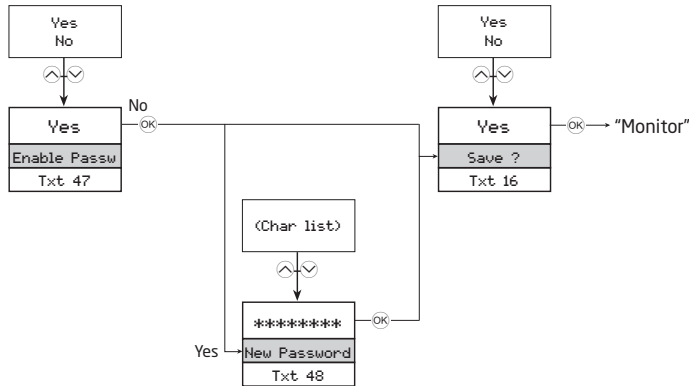 Yes
No
Yes
No
No
Yes
OK
Enable Passw
Txt 47
Yes
OK
"Monitor"
Save ?
Txt 16
(Char list)
********
OK
Yes
New Password
Txt 48